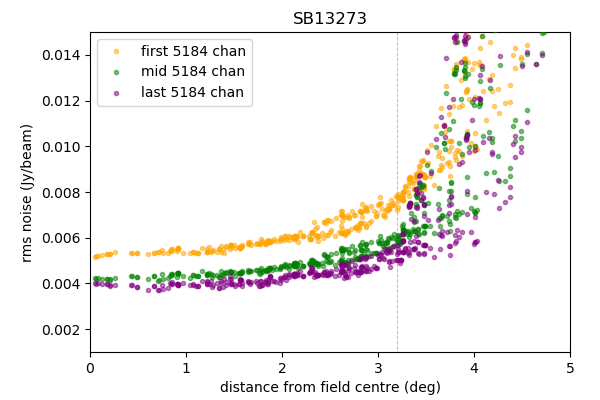 SB13273
first 5184 chan
mid 5184 chan
last 5184 chan
rms noise (Jy/beam)
0.014
0.012
0.010
0.008
0.006
0.004
0.002
0 1 2 3 4 5
distance from field centre (deg)